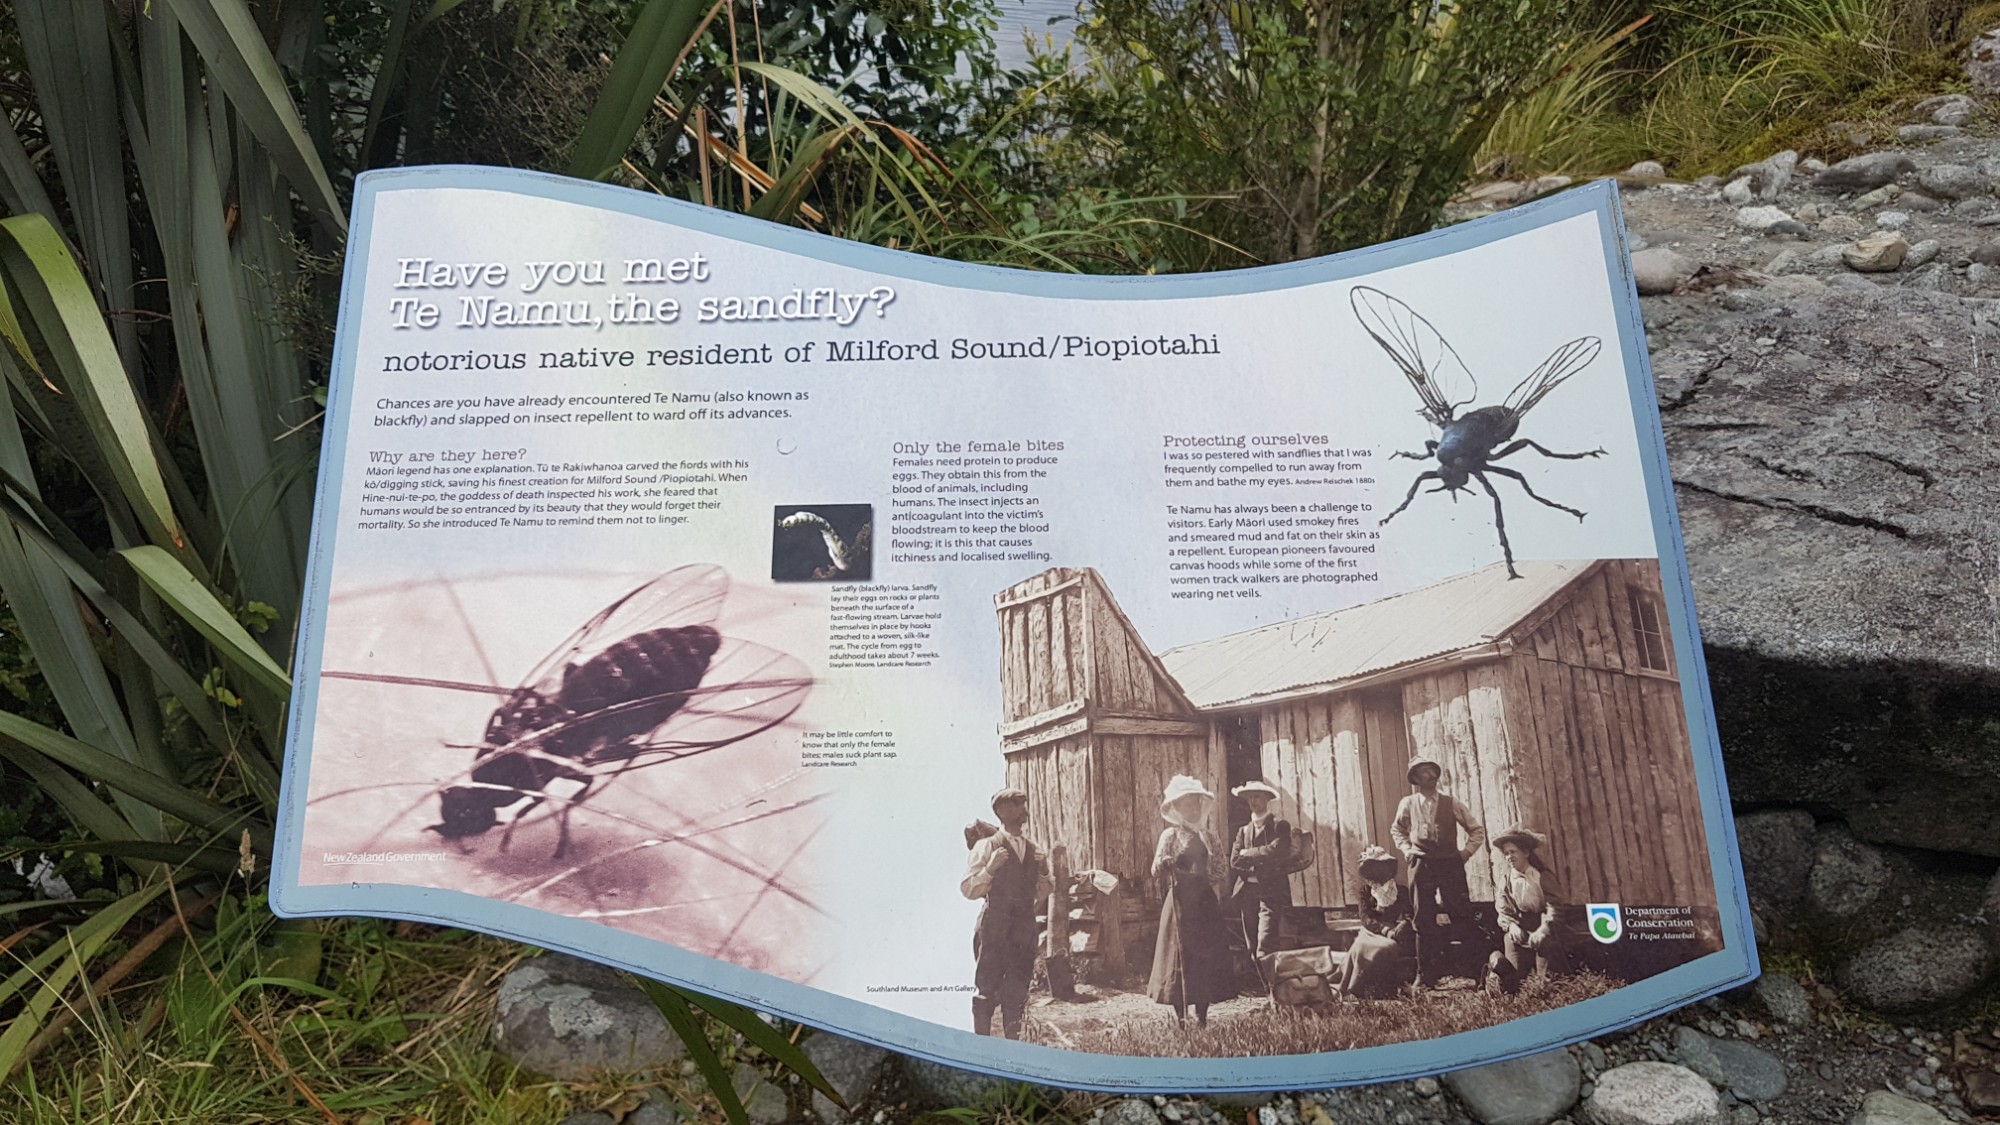 Have you met
Te Namu, the sandfly?
notorious native resident of Milford Sound/Piopiotahi
Chances are you have already encountered Te Namu (also known as
blackfly) and slapped on insect repellent to ward off its advances.
Why are they here?
Māori legend has one explanation. Tū te Rakiwhanoa carved the fiords with his
kō/digging stick, saving his finest creation for Milford Sound /Piopiotahi. When
Hine-nui-te-po, the goddess of death inspected his work, she feared that
humans would be so entranced by its beauty that they would forget their
mortality. So she introduced Te Namu to remind them not to linger.
Only the female bites
Females need protein to produce
eggs. They obtain this from the
blood of animals, including
humans. The insect injects an
anticoagulant into the victim's
bloodstream to keep the blood
flowing; it is this that causes
itchiness and localised swelling.
Sandfly (blackfly) larva. Sandfly
lay their eggs on rocks or plants
beneath the surface of a
fast-flowing stream. Larvae hold
themselves in place by hooks
attached to a woven, silk-like
mat. The cycle from egg to
adulthood takes about 7 weeks.
Stephen Moore, Landcare Research
It may be little comfort to
know that only the female
bites; males suck plant sap.
Landcare Research
Protecting ourselves
I was so pestered with sandflies that I was
frequently compelled to run away from
them and bathe my eyes. Andrew Reischek 1880s
Te Namu has always been a challenge to
visitors. Early Māori used smokey fires
and smeared mud and fat on their skin as
a repellent. European pioneers favoured
canvas hoods while some of the first
women track walkers are photographed
wearing net veils.
New Zealand Government
Southland Museum and Art Gallery
Department of
Conservation
Te Papa Atawhai